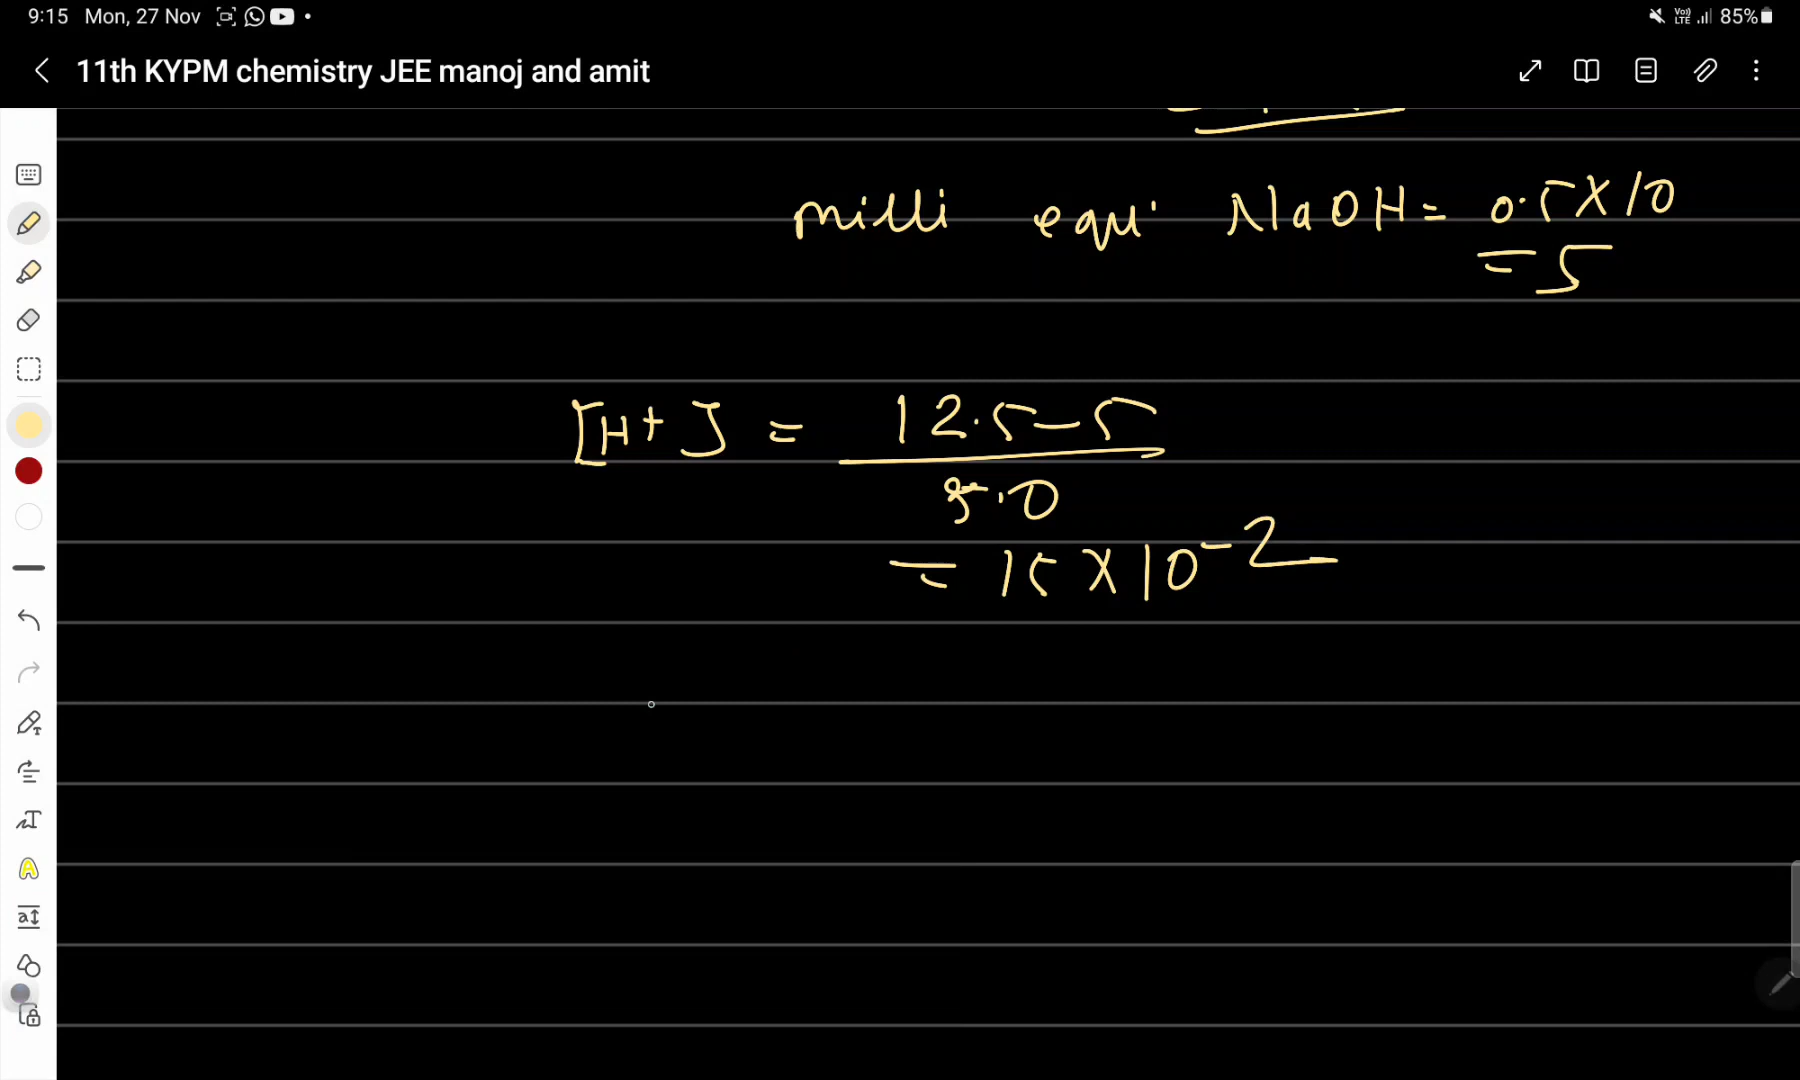 9:15 Mon, 27 Nov 85%
11th KYPM chemistry JEE manoj and amit
milli equi. NaOH = 0.5 X 10
= 5
[H+] = 12.5 - 5
50
= 15 X 10^-2